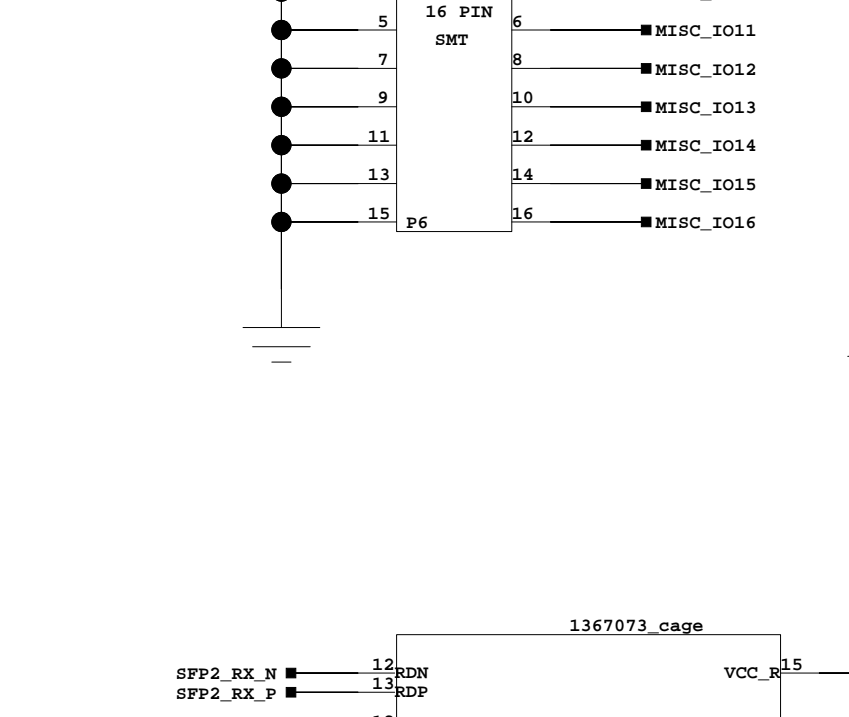 16 PIN
5 6 MISC_IO11
SMT
7 8 MISC_IO12
9 10 MISC_IO13
11 12 MISC_IO14
13 14 MISC_IO15
15 P6 16 MISC_IO16
1367073_cage
SFP2_RX_N 12 RDN VCC_R 15
SFP2_RX_P 13 RDP